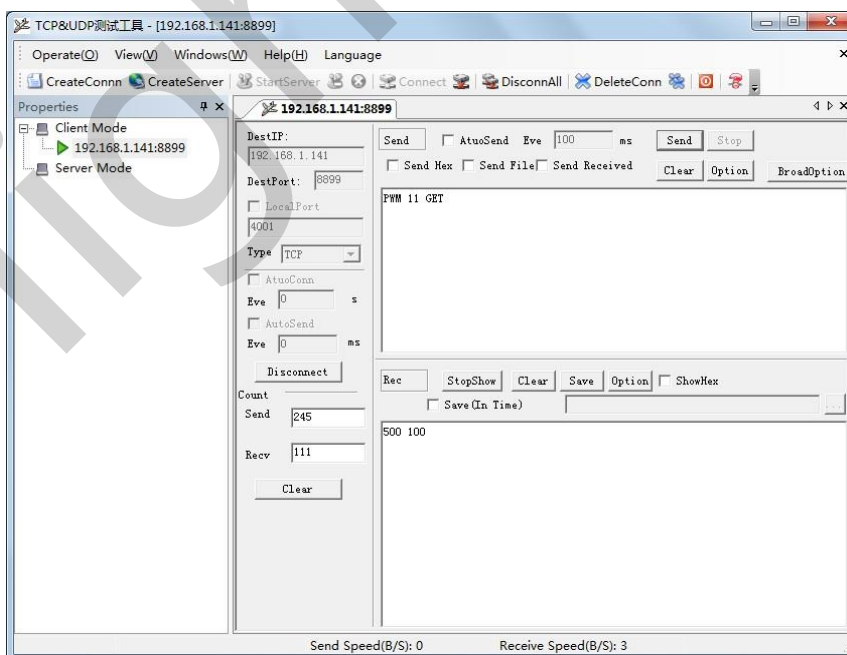 TCP&UDP测试工具 - [192.168.1.141:8899]
Operate(O) View(V) Windows(W) Help(H) Language
CreateConnn CreateServer StartServer Connect DisconnAll DeleteConn
Properties
192.168.1.141:8899
Client Mode
192.168.1.141:8899
Server Mode
DestIP:
192.168.1.141
DestPort: 8899
LocalPort
4001
Type TCP
AtuoConn
Eve 0 s
AutoSend
Eve 0 ms
Disconnect
Count
Send 245
Recv 111
Clear
Send AtuoSend Eve 100 ms Send Stop
Send Hex Send File Send Received Clear Option BroadOption
PWM 11 GET
Rec StopShow Clear Save Option ShowHex
Save(In Time) ...
500 100
Send Speed(B/S): 0 Receive Speed(B/S): 3